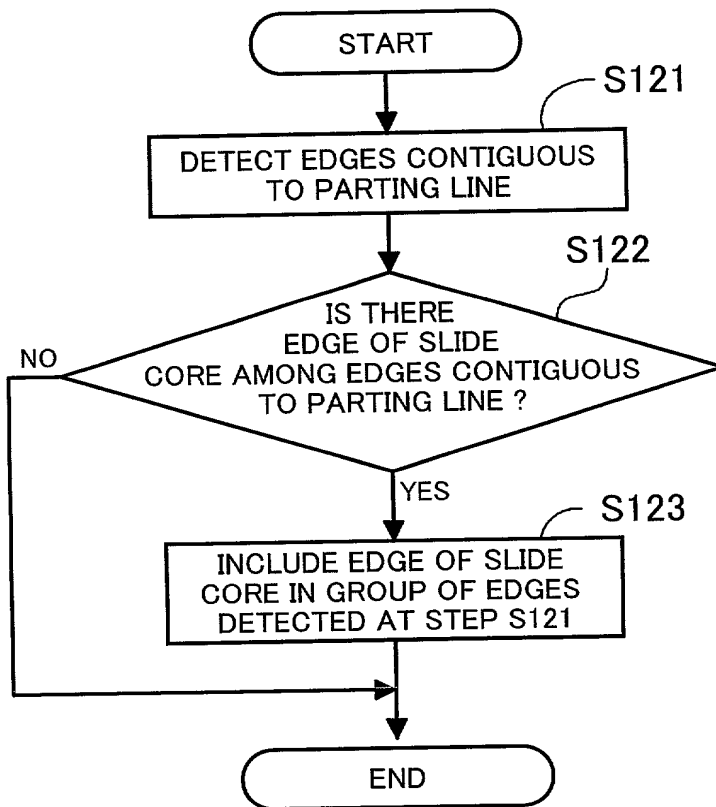 START
S121
DETECT EDGES CONTIGUOUS
TO PARTING LINE
S122
IS THERE
EDGE OF SLIDE
CORE AMONG EDGES CONTIGUOUS
TO PARTING LINE ?
NO
YES
S123
INCLUDE EDGE OF SLIDE
CORE IN GROUP OF EDGES
DETECTED AT STEP S121
END